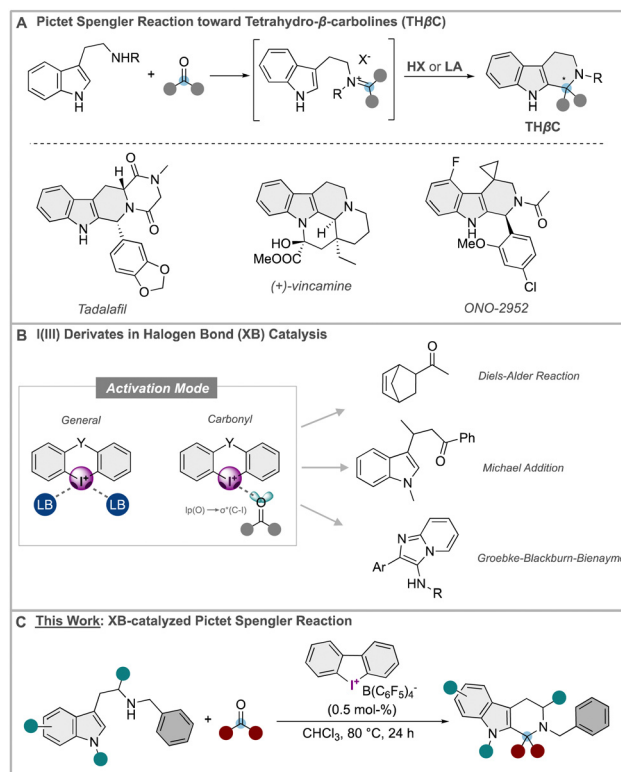 A Pictet Spengler Reaction toward Tetrahydro-β-carbolines (THβC)
NHR
N
H
+
O
N
H
R
N+
X-
HX or LA
N
H
N
R
*
THβC
O
N
N
O
H
N
H
O
O
Tadalafil
N
N
H
HO
MeOOC
(+)-vincamine
F
N
H
N
O
MeO
Cl
ONO-2952
B I(III) Derivates in Halogen Bond (XB) Catalysis
Activation Mode
General
Carbonyl
Y
I+
LB
LB
Y
I+
O
lp(O)→σ*(C-I)
O
Diels-Alder Reaction
Ph
O
N
Michael Addition
N
N
Ar
HN
R
Groebke-Blackburn-Bienayme
C This Work: XB-catalyzed Pictet Spengler Reaction
N
H
N
+
O
I+
B(C6F5)4-
(0.5 mol-%)
CHCl3, 80 °C, 24 h
N
N